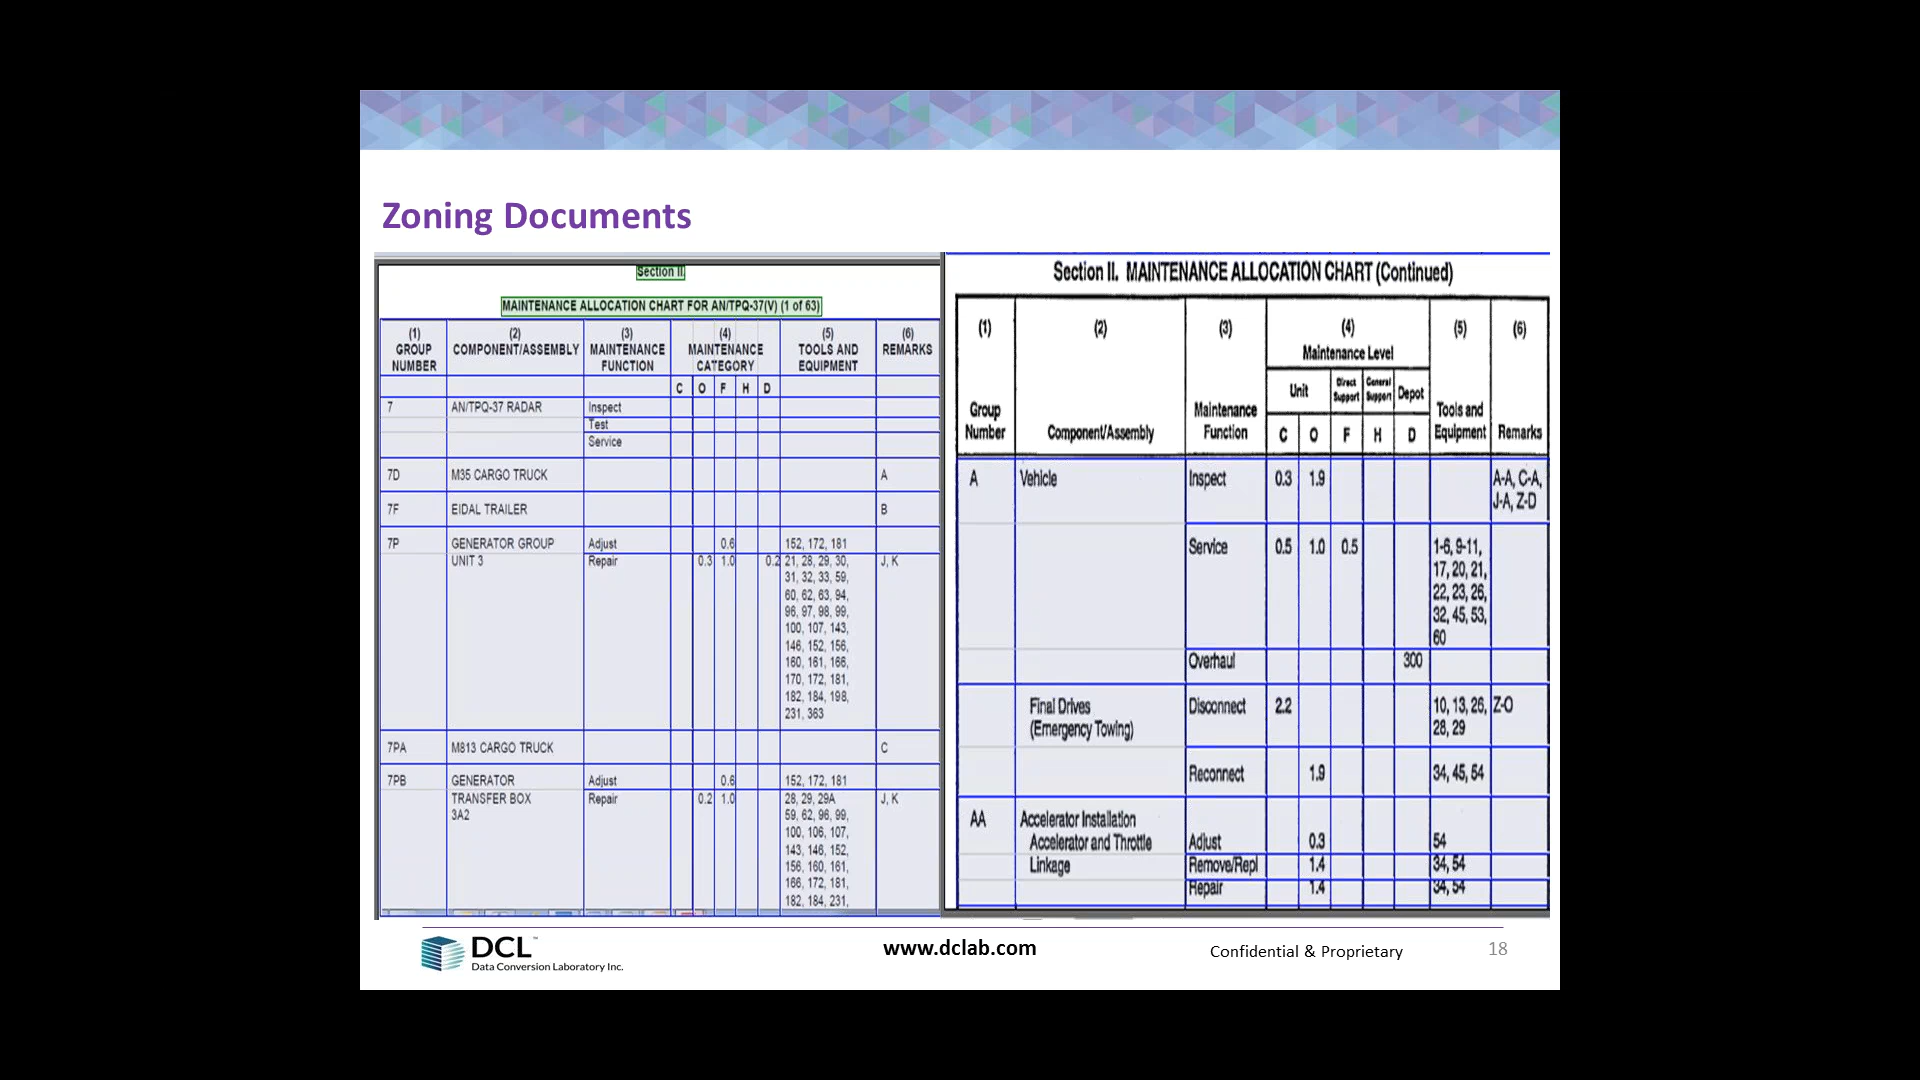 Zoning Documents
Section II.
MAINTENANCE ALLOCATION CHART FOR AN/TPQ-37(V) (1 of 63)
(1) (2) (3) (4) (5) (6)
GROUP COMPONENT/ASSEMBLY MAINTENANCE MAINTENANCE TOOLS AND REMARKS
NUMBER FUNCTION CATEGORY EQUIPMENT
C O F H D
7 AN/TPQ-37 RADAR Inspect
Test
Service
7D M35 CARGO TRUCK A
7F EIDAL TRAILER B
7P GENERATOR GROUP Adjust 0.6 152, 172, 181
UNIT 3 Repair 0.3 1.0 0.2 21, 28, 29, 30, J, K
31, 32, 33, 59,
60, 62, 63, 94,
96, 97, 98, 99,
100, 107, 143,
146, 152, 156,
160, 161, 166,
170, 172, 181,
182, 184, 198,
231, 363
7PA M813 CARGO TRUCK C
7PB GENERATOR Adjust 0.6 152, 172, 181
TRANSFER BOX Repair 0.2 1.0 28, 29, 29A J, K
3A2 59, 62, 96, 99,
100, 106, 107,
143, 146, 152,
156, 160, 161,
166, 172, 181,
182, 184, 231,
Section II. MAINTENANCE ALLOCATION CHART (Continued)
(1) (2) (3) (4) (5) (6)
Maintenance Level
Unit Direct Support General Support Depot
Group Maintenance Tools and
Number Component/Assembly Function C O F H D Equipment Remarks
A Vehicle Inspect 0.3 1.9 A-A, C-A,
J-A, Z-D
Service 0.5 1.0 0.5 1-6, 9-11,
17, 20, 21,
22, 23, 26,
32, 45, 53,
60
Overhaul 300
Final Drives Disconnect 2.2 10, 13, 26, Z-O
(Emergency Towing) 28, 29
Reconnect 1.9 34, 45, 54
AA Accelerator Installation
Accelerator and Throttle Adjust 0.3 54
Linkage Remove/Repl 1.4 34, 54
Repair 1.4 34, 54
DCL™
Data Conversion Laboratory Inc.
www.dclab.com
Confidential & Proprietary
18